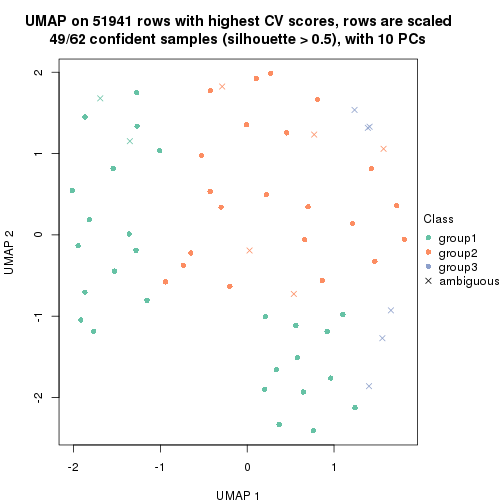 UMAP on 51941 rows with highest CV scores, rows are scaled
49/62 confident samples (silhouette > 0.5), with 10 PCs
2
1
0
-1
-2
UMAP 2
-2
-1
0
1
UMAP 1
Class
group1
group2
group3
ambiguous